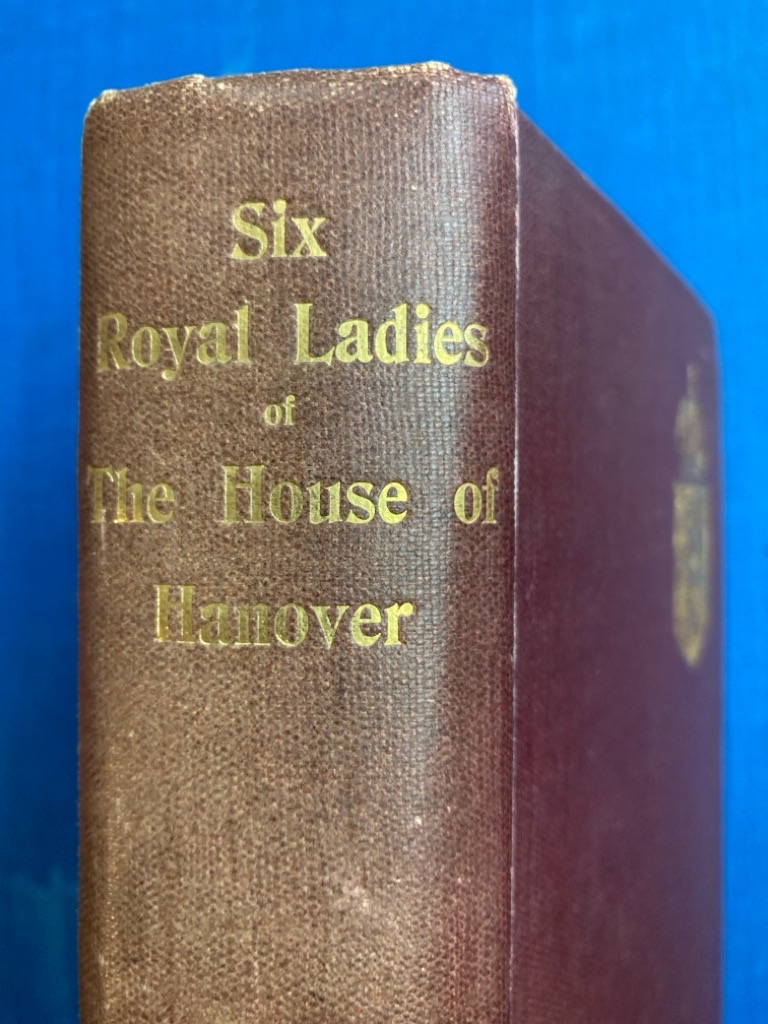 Six
Royal Ladies
of
The House of
Hanover